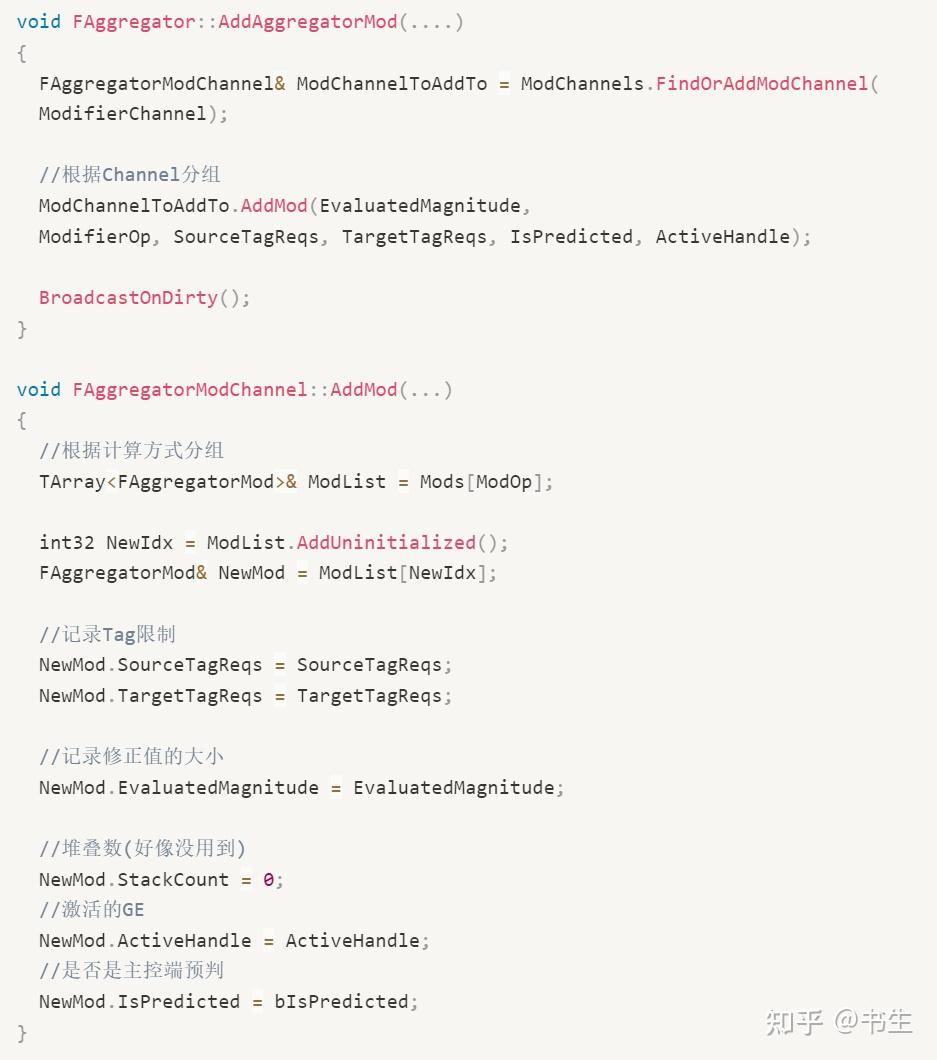 void FAggregator::AddAggregatorMod(....)
{
  FAggregatorModChannel& ModChannelToAddTo = ModChannels.FindOrAddModChannel(
  ModifierChannel);

  //根据Channel分组
  ModChannelToAddTo.AddMod(EvaluatedMagnitude,
  ModifierOp, SourceTagReqs, TargetTagReqs, IsPredicted, ActiveHandle);

  BroadcastOnDirty();
}

void FAggregatorModChannel::AddMod(...)
{
  //根据计算方式分组
  TArray<FAggregatorMod>& ModList = Mods[ModOp];

  int32 NewIdx = ModList.AddUninitialized();
  FAggregatorMod& NewMod = ModList[NewIdx];

  //记录Tag限制
  NewMod.SourceTagReqs = SourceTagReqs;
  NewMod.TargetTagReqs = TargetTagReqs;

  //记录修正值的大小
  NewMod.EvaluatedMagnitude = EvaluatedMagnitude;

  //堆叠数(好像没用到)
  NewMod.StackCount = 0;
  //激活的GE
  NewMod.ActiveHandle = ActiveHandle;
  //是否是主控端预判
  NewMod.IsPredicted = bIsPredicted;
}
知乎 @书生